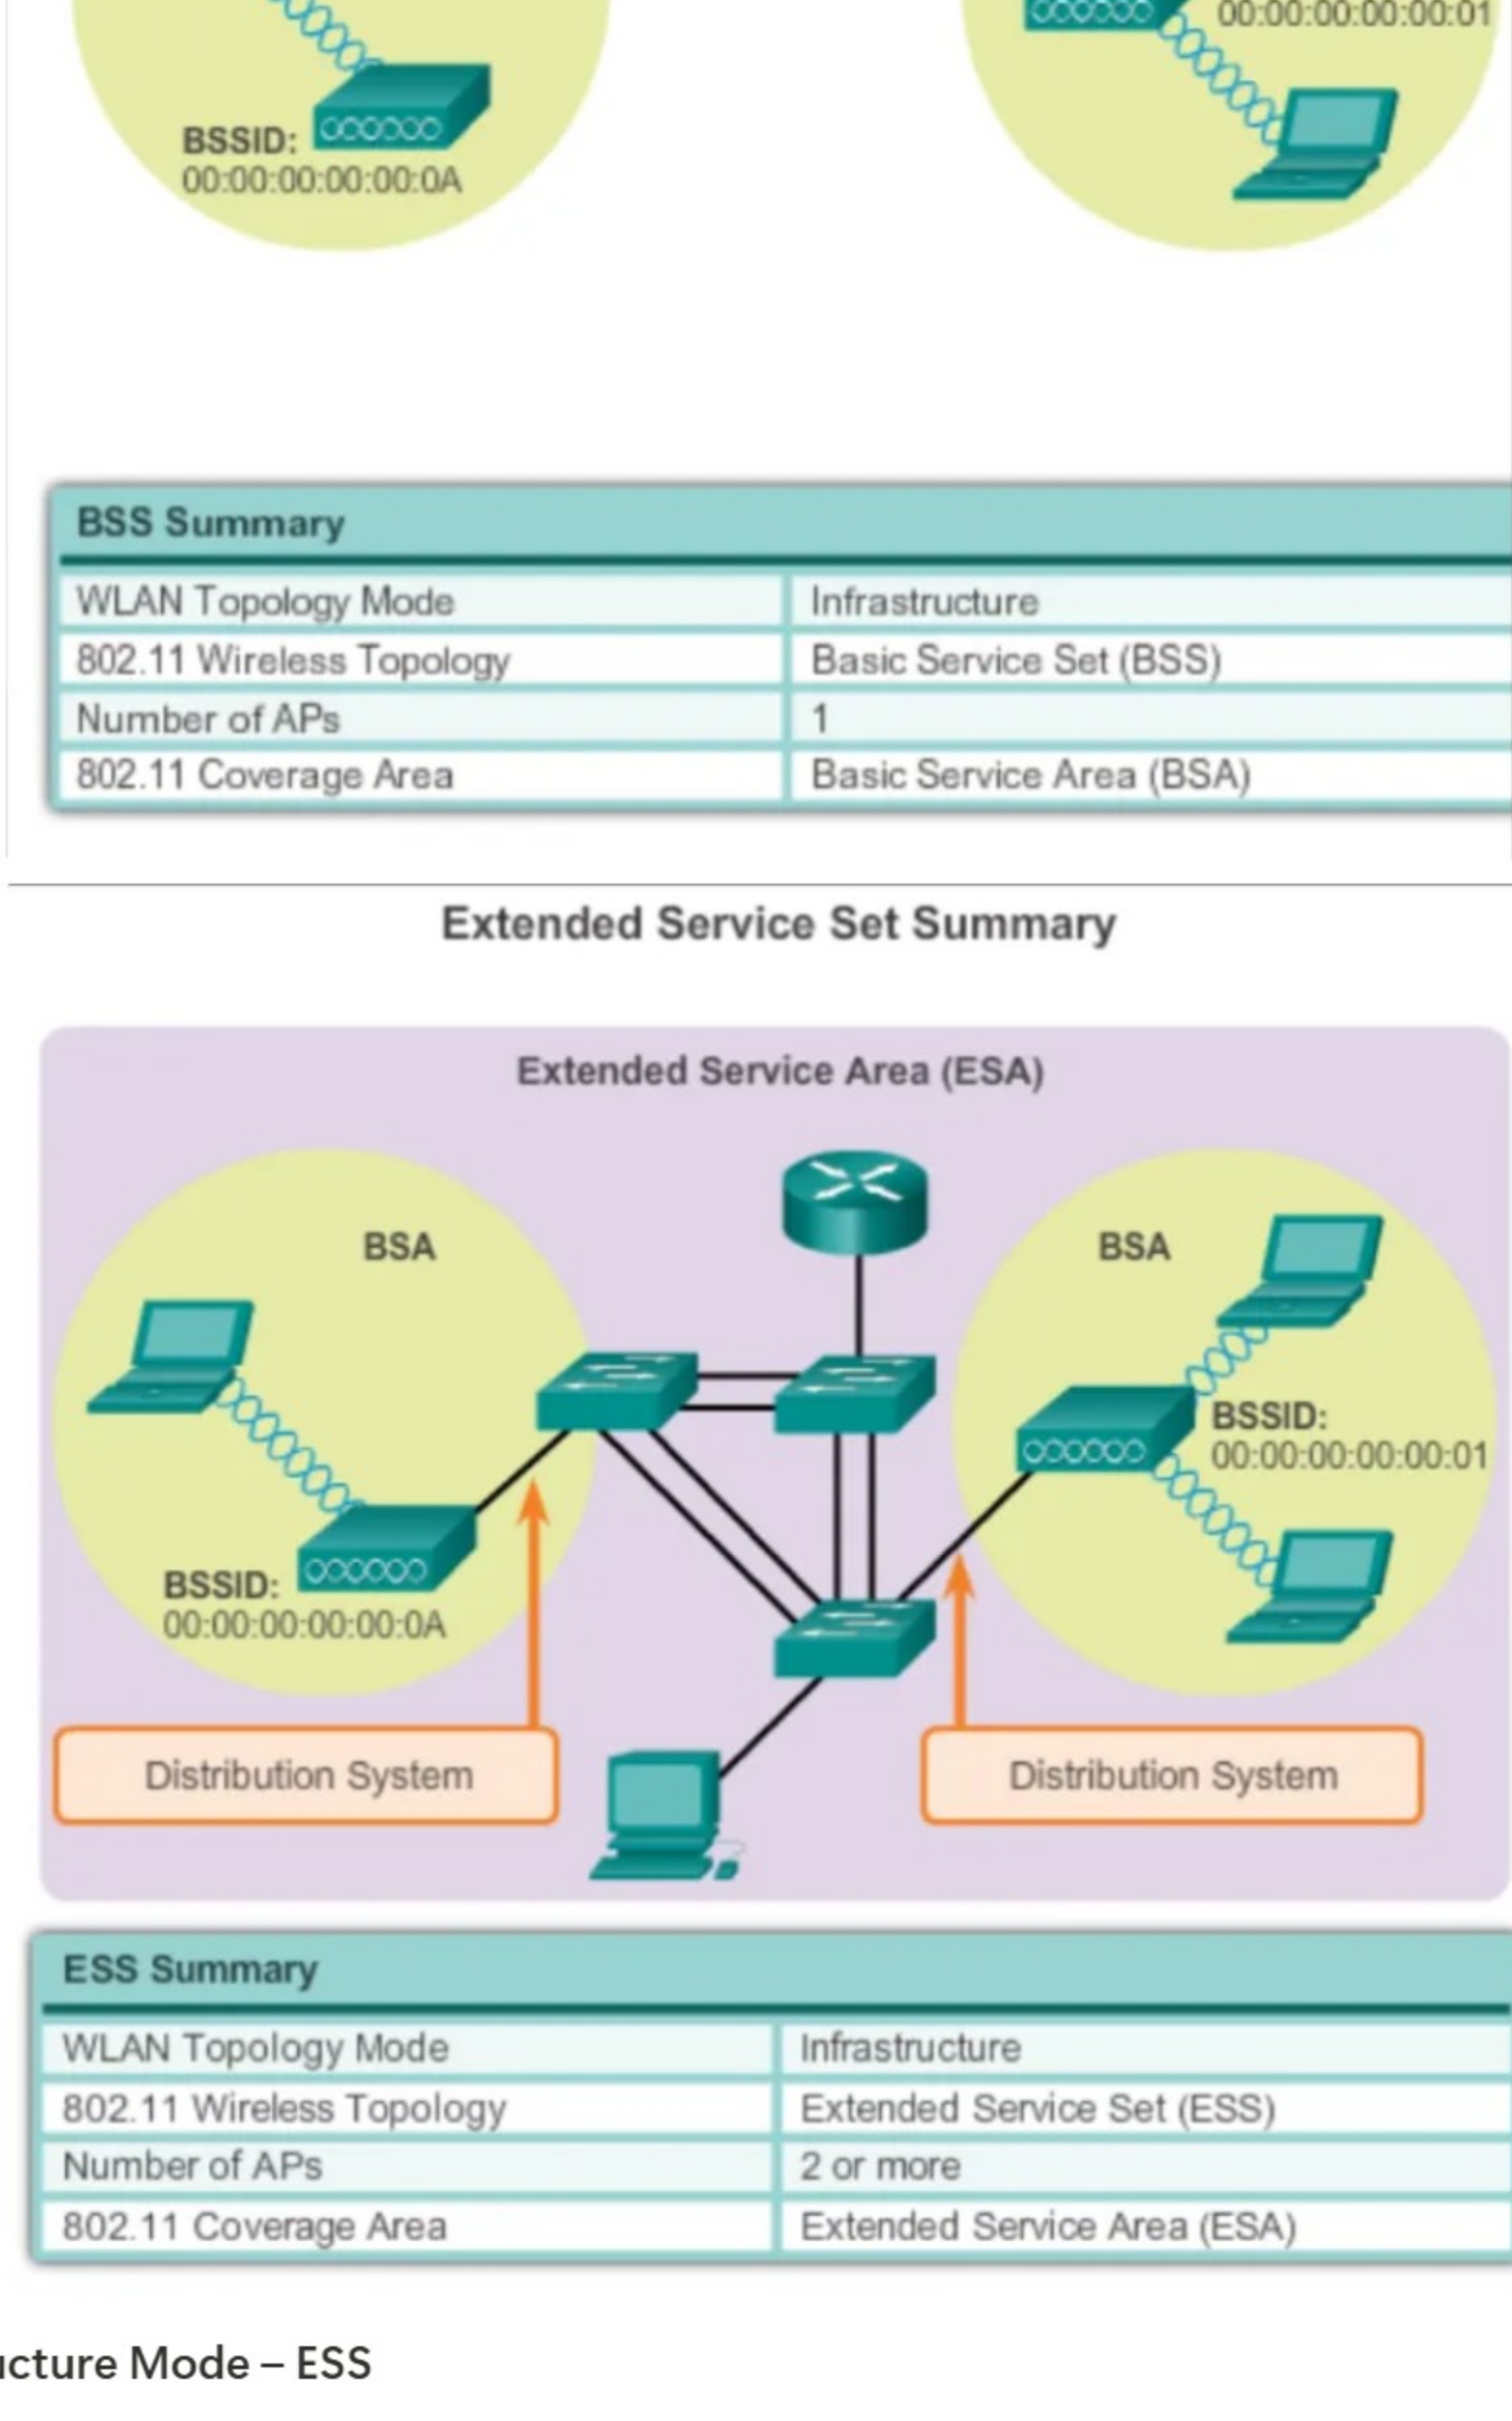 00:00:00:00:00:01
BSSID:
00:00:00:00:00:0A
BSS Summary
WLAN Topology Mode Infrastructure
802.11 Wireless Topology Basic Service Set (BSS)
Number of APs 1
802.11 Coverage Area Basic Service Area (BSA)
Extended Service Set Summary
Extended Service Area (ESA)
BSA
BSA
BSSID:
00:00:00:00:00:01
BSSID:
00:00:00:00:00:0A
Distribution System
Distribution System
ESS Summary
WLAN Topology Mode Infrastructure
802.11 Wireless Topology Extended Service Set (ESS)
Number of APs 2 or more
802.11 Coverage Area Extended Service Area (ESA)
ucture Mode – ESS